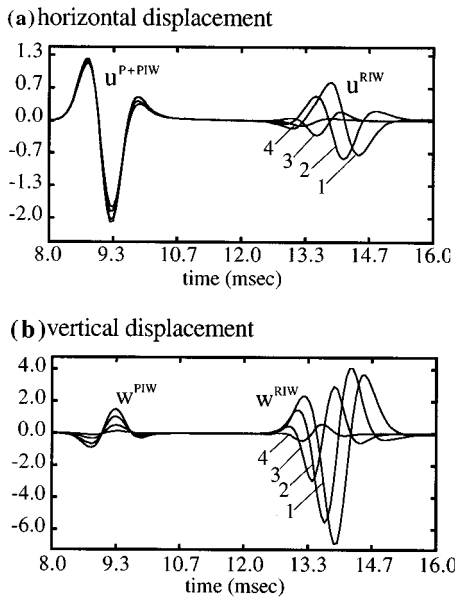 (a) horizontal displacement
1.3
0.7
0.0
-0.7
-1.3
-2.0
u^P+PIW
u^RIW
4
3
2
1
8.0 9.3 10.7 12.0 13.3 14.7 16.0
time (msec)
(b) vertical displacement
4.0
2.0
0.0
-2.0
-4.0
-6.0
w^PIW
w^RIW
4
3
2
1
8.0 9.3 10.7 12.0 13.3 14.7 16.0
time (msec)